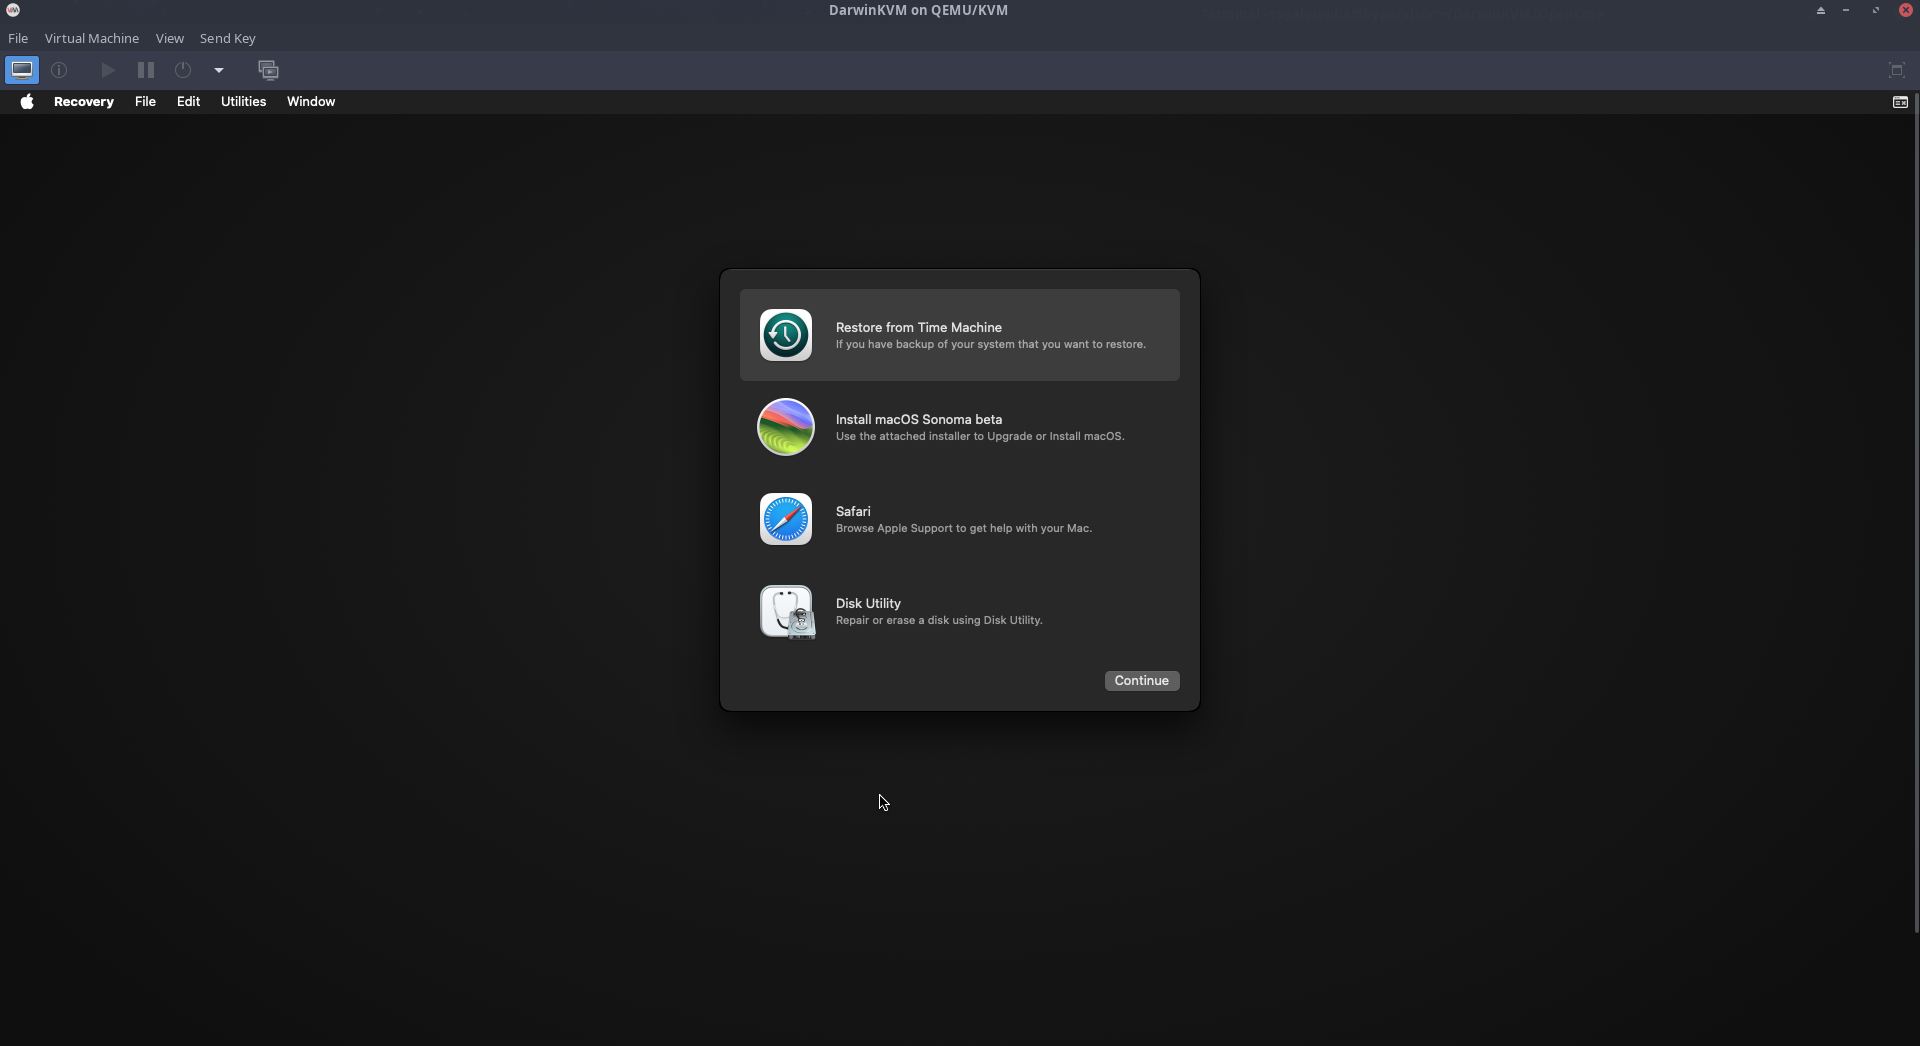 DarwinKVM on QEMU/KVM
File Virtual Machine View Send Key
Recovery File Edit Utilities Window
Restore from Time Machine
If you have backup of your system that you want to restore.
Install macOS Sonoma beta
Use the attached installer to Upgrade or Install macOS.
Safari
Browse Apple Support to get help with your Mac.
Disk Utility
Repair or erase a disk using Disk Utility.
Continue